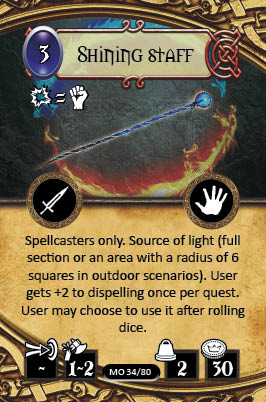 3
Shining staff
=
Spellcasters only. Source of light (full
section or an area with a radius of 6
squares in outdoor scenarios). User
gets +2 to dispelling once per quest.
User may choose to use it after rolling
dice.
~ 1-2 MO 34/80 2 30